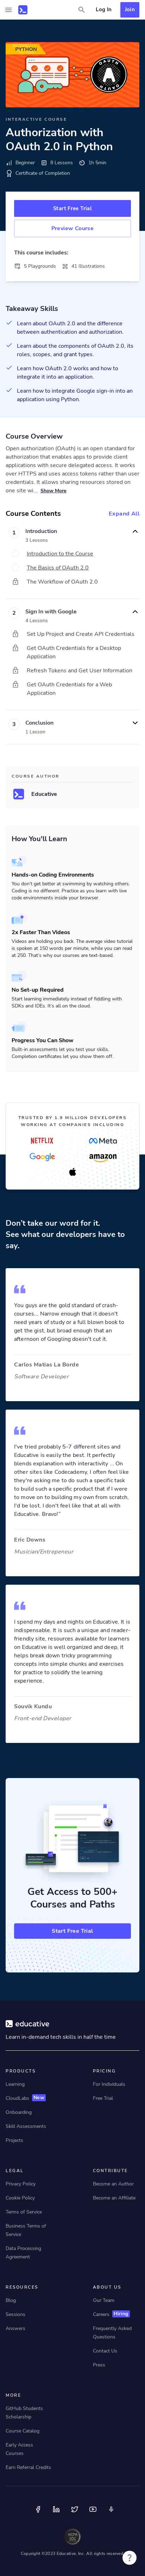 Log In
Join
PYTHON
AUTH
INTERACTIVE COURSE
Authorization with
OAuth 2.0 in Python
Beginner
8 Lessons
1h 5min
Certificate of Completion
Start Free Trial
Preview Course
This course includes:
5 Playgrounds
41 Illustrations
Takeaway Skills
Learn about OAuth 2.0 and the difference
between authentication and authorization.
Learn about the components of OAuth 2.0, its
roles, scopes, and grant types.
Learn how OAuth 2.0 works and how to
integrate it into an application.
Learn how to integrate Google sign-in into an
application using Python.
Course Overview
Open authorization (OAuth) is an open standard for
authorization that enables apps to provide client
applications with secure delegated access. It works
over HTTPS and uses access tokens rather than user
credentials. It allows sharing resources stored on
one site wi... Show More
Course Contents
Expand All
1
Introduction
3 Lessons
Introduction to the Course
The Basics of OAuth 2.0
The Workflow of OAuth 2.0
2
Sign In with Google
4 Lessons
Set Up Project and Create API Credentials
Get OAuth Credentials for a Desktop
Application
Refresh Tokens and Get User Information
Get OAuth Credentials for a Web
Application
3
Conclusion
1 Lesson
COURSE AUTHOR
Educative
How You'll Learn
Hands-on Coding Environments
You don't get better at swimming by watching others.
Coding is no different. Practice as you learn with live
code environments inside your browser.
2x Faster Than Videos
Videos are holding you back. The average video tutorial
is spoken at 150 words per minute, while you can read
at 250. That's why our courses are text-based.
No Set-up Required
Start learning immediately instead of fiddling with
SDKs and IDEs. It's all on the cloud.
Progress You Can Show
Built-in assessments let you test your skills.
Completion certificates let you show them off.
TRUSTED BY 1.9 MILLION DEVELOPERS
WORKING AT COMPANIES INCLUDING
NETFLIX
Meta
Google
amazon
Don't take our word for it.
See what our developers have to
say.
You guys are the gold standard of crash-
courses... Narrow enough that it doesn't
need years of study or a full blown book to
get the gist, but broad enough that an
afternoon of Googling doesn't cut it."
Carlos Matias La Borde
Software Developer
I've tried probably 5-7 different sites and
Educative is easily the best. It perfectly
blends explanation with interactivity ... On
other sites like Codecademy, I often feel like
they're asking me to "do x because that's
the next step" but Educative teaches how
to build such a specific product that if I were
to mix, match, or even delete a code block,
I'd be lost. I don't feel like that at all with
Educative. Bravo!"
Eric Downs
Musician/Entrepeneur
I spend my days and nights on Educative. It is
indispensable. It is such a unique and reader-
friendly site, resources available for learners
on Educative is well organized and deep, it
helps break down tricky programming
concepts into simple chunks and exercises
for practice to solidify the learning
experience.
Souvik Kundu
Front-end Developer
Get Access to 500+
Courses and Paths
Start Free Trial
educative
Learn in-demand tech skills in half the time
PRODUCTS
Learning
CloudLabs New
Onboarding
Skill Assessments
Projects
PRICING
For Individuals
Free Trial
LEGAL
Privacy Policy
Cookie Policy
Terms of Service
Business Terms of
Service
Data Processing
Agreement
CONTRIBUTE
Become an Author
Become an Affiliate
RESOURCES
Blog
Sessions
Answers
ABOUT US
Our Team
Careers Hiring
Frequently Asked
Questions
Contact Us
Press
MORE
GitHub Students
Scholarship
Course Catalog
Early Access
Courses
Earn Referral Credits
Copyright ©2023 Educative, Inc. All rights reserved.
?